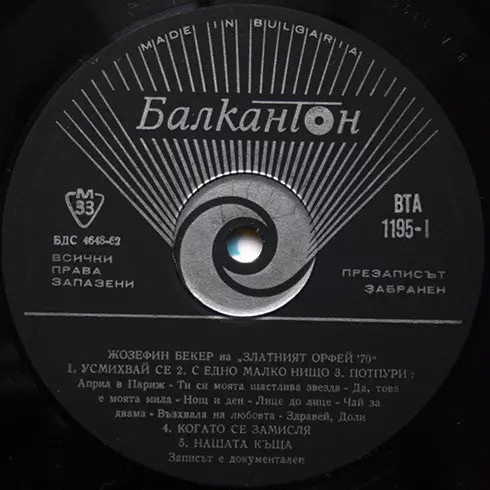 MADE IN BULGARIA
Балкантон
М
33
БДС 4648-62
ВСИЧКИ
ПРАВА
ЗАПАЗЕНИ
ВТА
1195-I
ПРЕЗАПИСЪТ
ЗАБРАНЕН
ЖОЗЕФИН БЕКЕР на „ЗЛАТНИЯТ ОРФЕЙ '70“
1. УСМИХВАЙ СЕ 2. С ЕДНО МАЛКО НИЩО 3. ПОТПУРИ :
Април в Париж - Ти си моята щастлива звезда - Да, това
е моята мила - Нощ и ден - Лице до лице - Чай за
двама - Възхвала на любовта - Здравей, Доли
4. КОГАТО СЕ ЗАМИСЛЯ
5. НАШАТА КЪЩА
Записът е документален